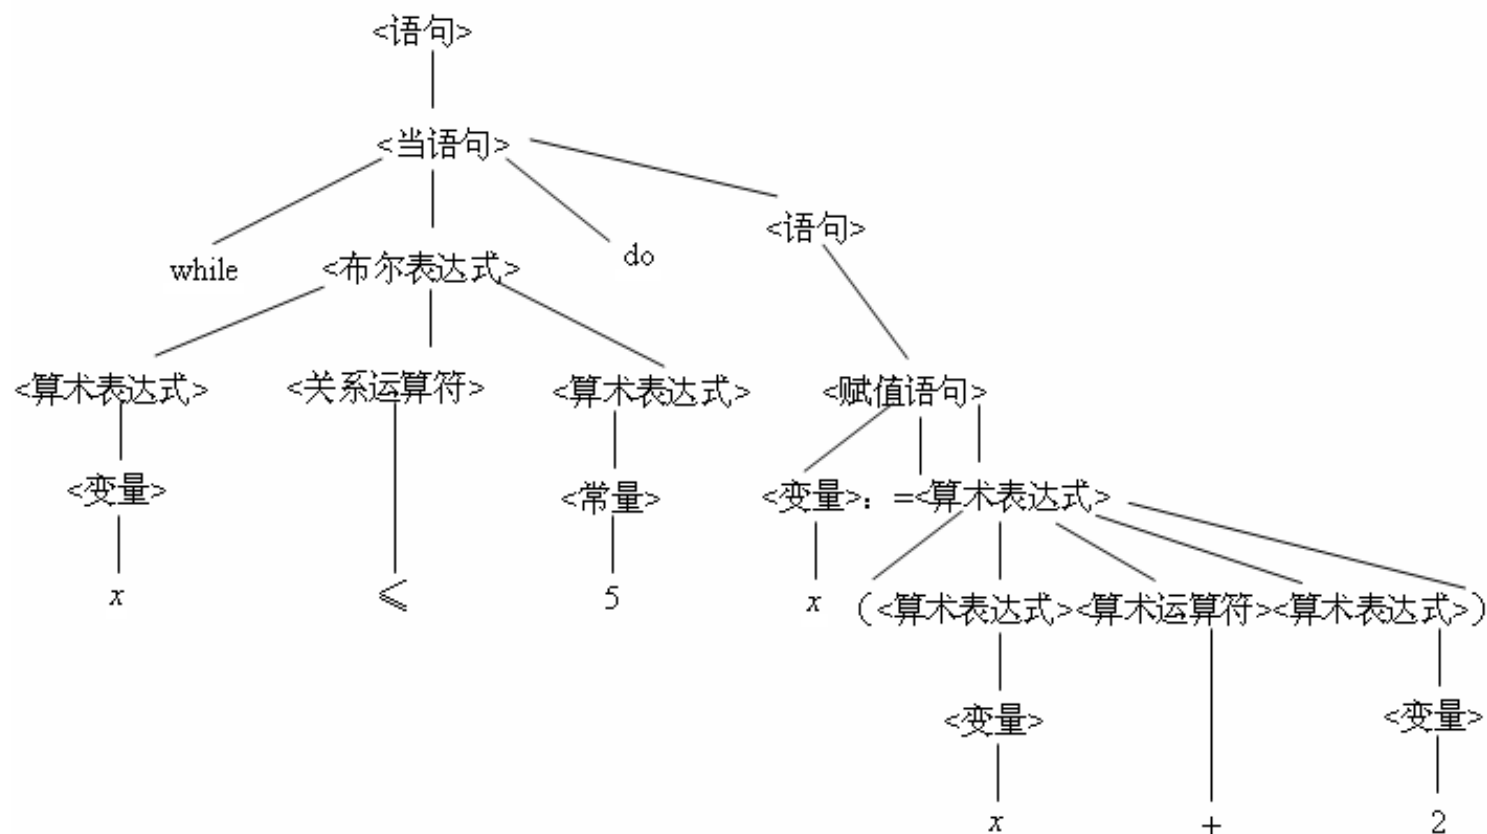 <语句>
<当语句>
<语句>
while <布尔表达式> do
<算术表达式> <关系运算符> <算术表达式> <赋值语句>
<变量> <常量> <变量>：=<算术表达式>
x ≤ 5 x （<算术表达式><算术运算符><算术表达式>）
<变量> <变量>
x + 2